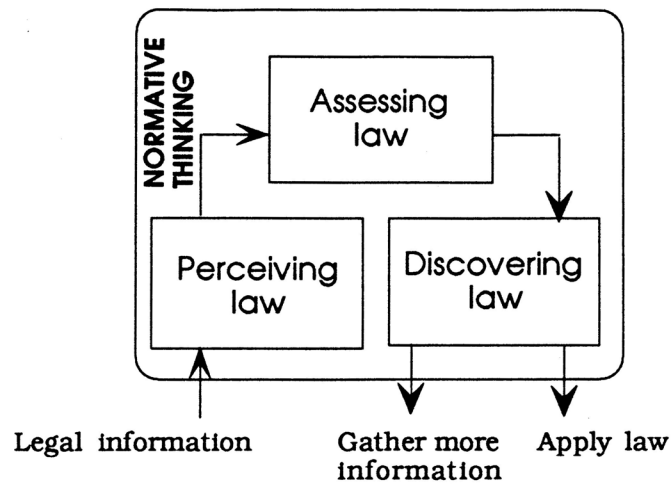 NORMATIVE
THINKING
Assessing
law
Perceiving
law
Discovering
law
Legal information
Gather more
information
Apply law